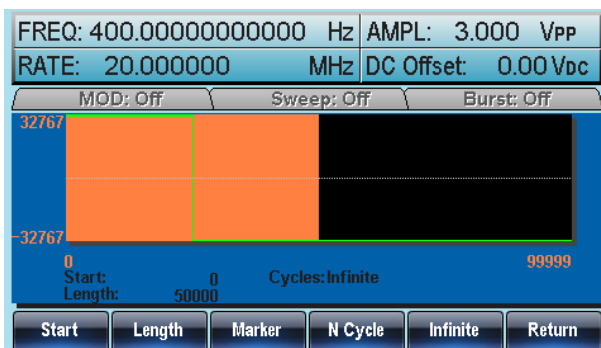 FREQ: 400.00000000000 Hz AMPL: 3.000 VPP
RATE: 20.000000 MHz DC Offset: 0.00 VDC
MOD: Off Sweep: Off Burst: Off
32767
-32767
0 99999
Start: 0 Cycles:Infinite
Length: 50000
Start Length Marker N Cycle Infinite Return